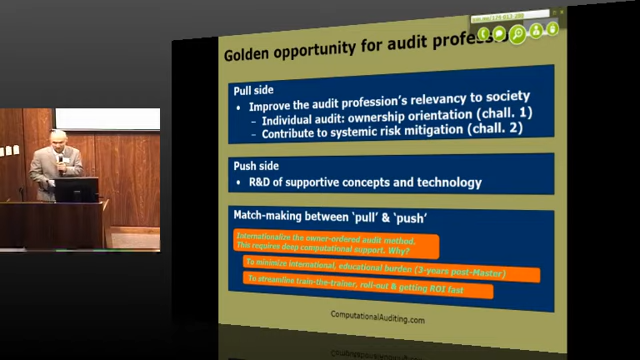 Golden opportunity for audit profess
Pull side
• Improve the audit profession's relevancy to society
– Individual audit: ownership orientation (chall. 1)
– Contribute to systemic risk mitigation (chall. 2)
Push side
• R&D of supportive concepts and technology
Match-making between 'pull' & 'push'
Internationalize the owner-ordered audit method.
This requires deep computational support. Why?
To minimize international, educational burden (3-years post-Master)
To streamline train-the-trainer, roll-out & getting ROI fast
ComputationalAuditing.com